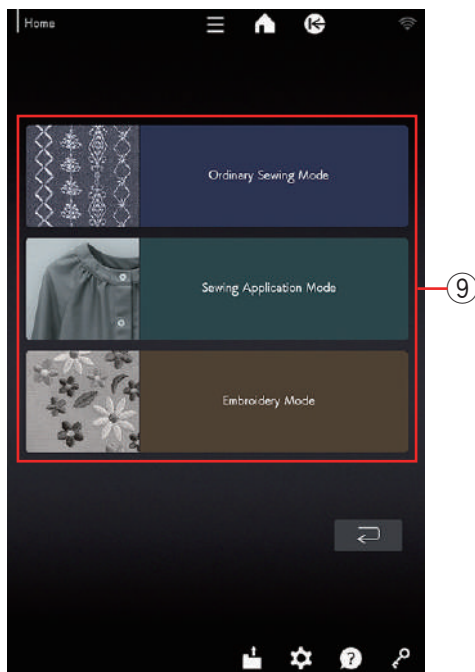 Home
Ordinary Sewing Mode
Sewing Application Mode
⑨
Embroidery Mode
?